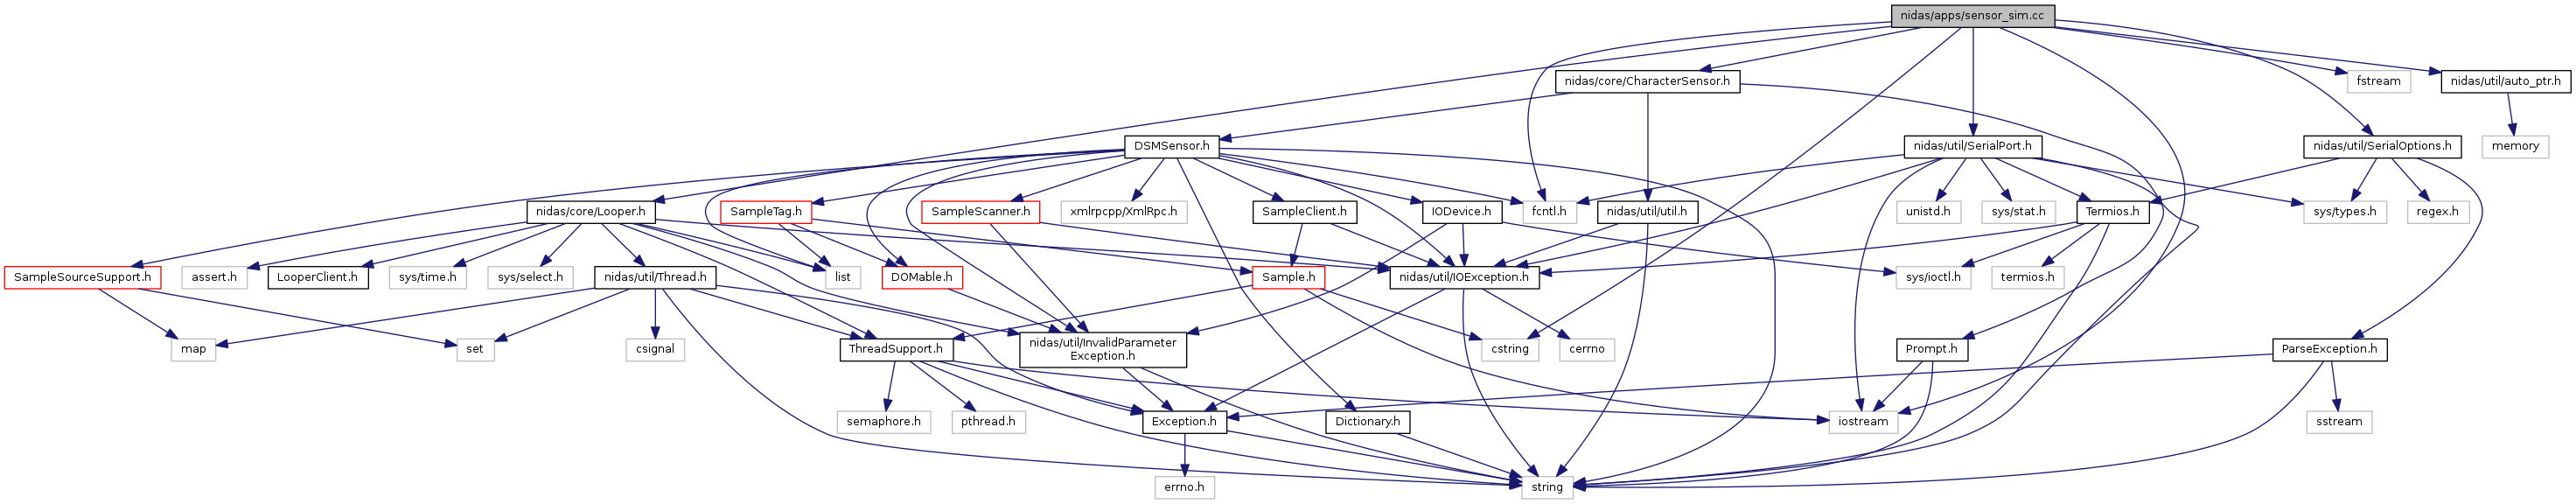 nidas/apps/sensor_sim.cc
nidas/core/CharacterSensor.h
fstream
nidas/util/auto_ptr.h
DSMSensor.h
nidas/util/SerialPort.h
nidas/util/SerialOptions.h
memory
nidas/core/Looper.h
SampleTag.h
SampleScanner.h
xmlrpcpp/XmlRpc.h
SampleClient.h
IODevice.h
fcntl.h
nidas/util/util.h
unistd.h
sys/stat.h
Termios.h
sys/types.h
regex.h
SampleSourceSupport.h
assert.h
LooperClient.h
sys/time.h
sys/select.h
nidas/util/Thread.h
list
DOMable.h
Sample.h
nidas/util/IOException.h
sys/ioctl.h
termios.h
map
set
csignal
ThreadSupport.h
nidas/util/InvalidParameter
Exception.h
cstring
cerrno
Prompt.h
ParseException.h
semaphore.h
pthread.h
Exception.h
Dictionary.h
iostream
sstream
errno.h
string